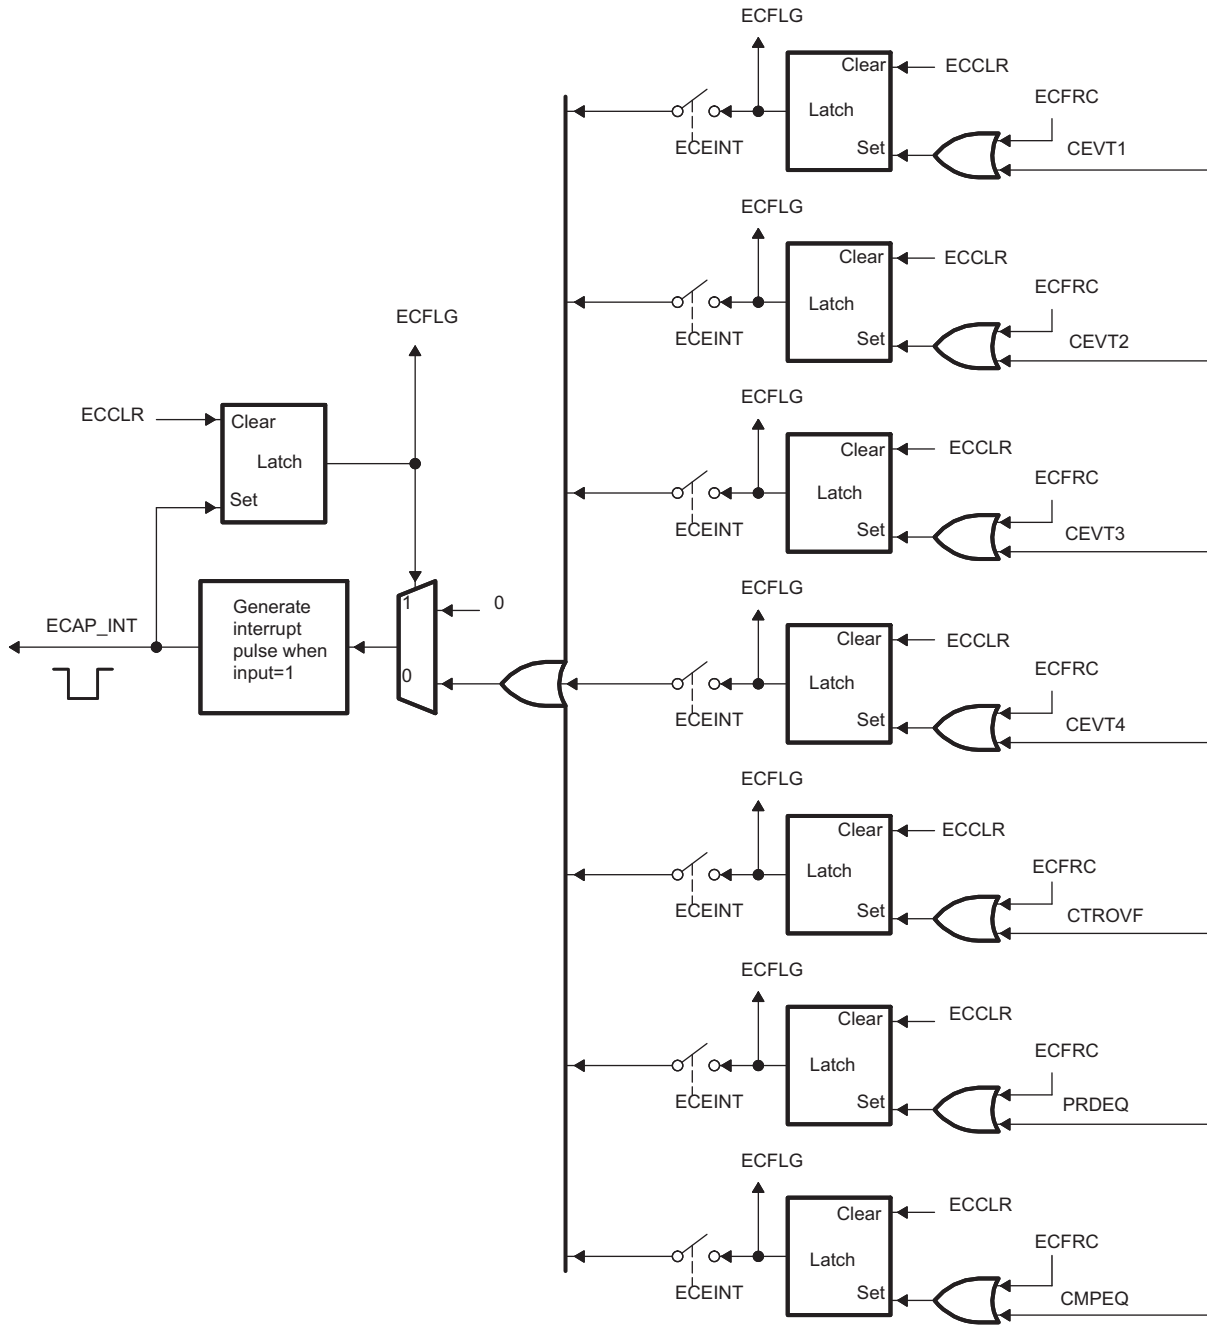 ECFLG
Clear
ECCLR
ECFRC
Latch
CEVT1
ECEINT
Set
ECFLG
Clear
ECCLR
ECFRC
Latch
CEVT2
ECEINT
Set
ECFLG
Clear
ECCLR
ECFRC
Latch
CEVT3
ECEINT
Set
ECFLG
ECCLR
Clear
Latch
Set
ECAP_INT
Generate
interrupt
pulse when
input=1
1
0
0
ECFLG
Clear
ECCLR
ECFRC
Latch
CEVT4
ECEINT
Set
ECFLG
Clear
ECCLR
ECFRC
Latch
CTROVF
ECEINT
Set
ECFLG
Clear
ECCLR
ECFRC
Latch
PRDEQ
ECEINT
Set
ECFLG
Clear
ECCLR
ECFRC
Latch
CMPEQ
ECEINT
Set